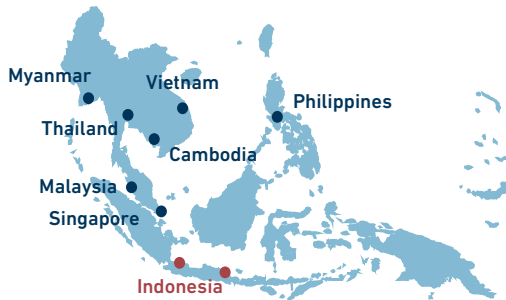 Myanmar
Vietnam
Philippines
Thailand
Cambodia
Malaysia
Singapore
Indonesia